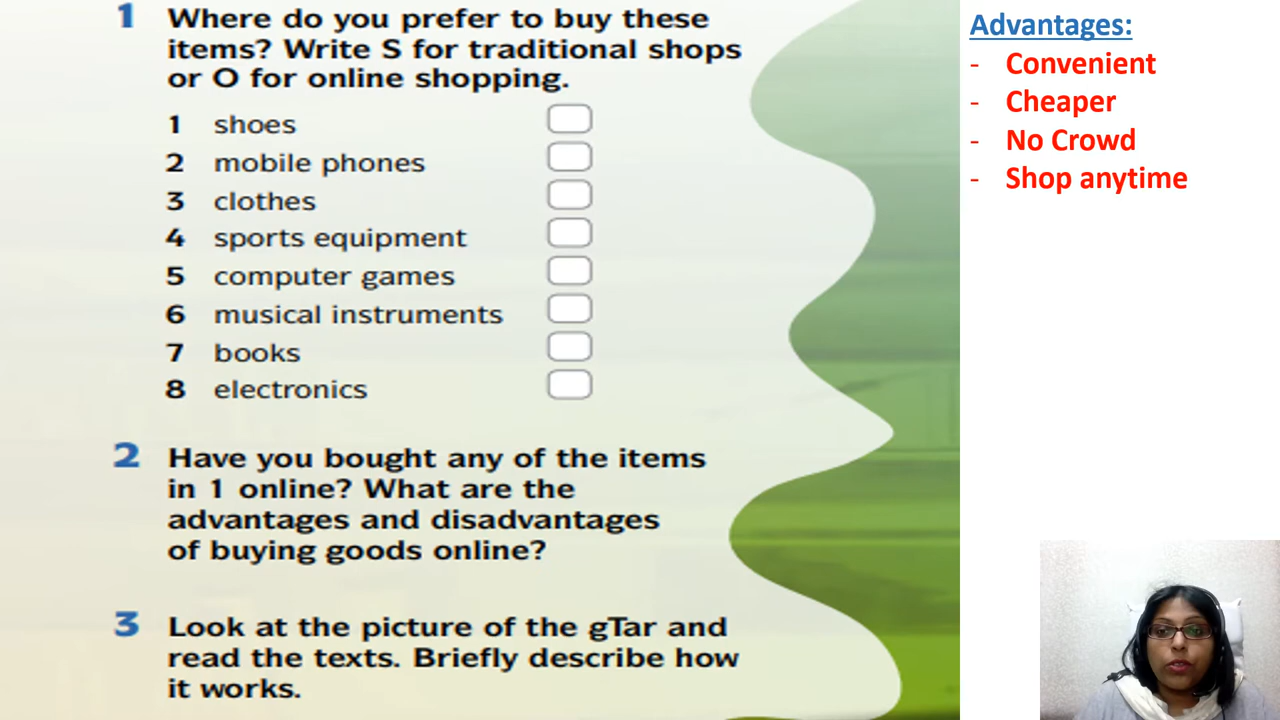 1 Where do you prefer to buy these
items? Write S for traditional shops
or O for online shopping.
1 shoes
2 mobile phones
3 clothes
4 sports equipment
5 computer games
6 musical instruments
7 books
8 electronics
2 Have you bought any of the items
in 1 online? What are the
advantages and disadvantages
of buying goods online?
3 Look at the picture of the gTar and
read the texts. Briefly describe how
it works.
Advantages:
- Convenient
- Cheaper
- No Crowd
- Shop anytime